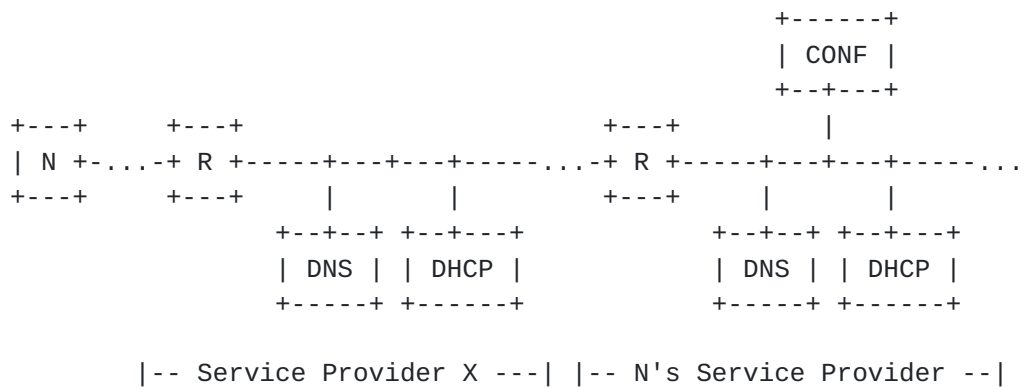 +------+
| CONF |
+--+---+
+---+ +---+ +---+ |
| N +-...-+ R +-----+---+---+-----...-+ R +-----+---+---+-----...
+---+ +---+ | | +---+ | |
+--+--+ +--+---+ +--+--+ +--+---+
| DNS | | DHCP | | DNS | | DHCP |
+-----+ +------+ +-----+ +------+
|-- Service Provider X ---| |-- N's Service Provider --|